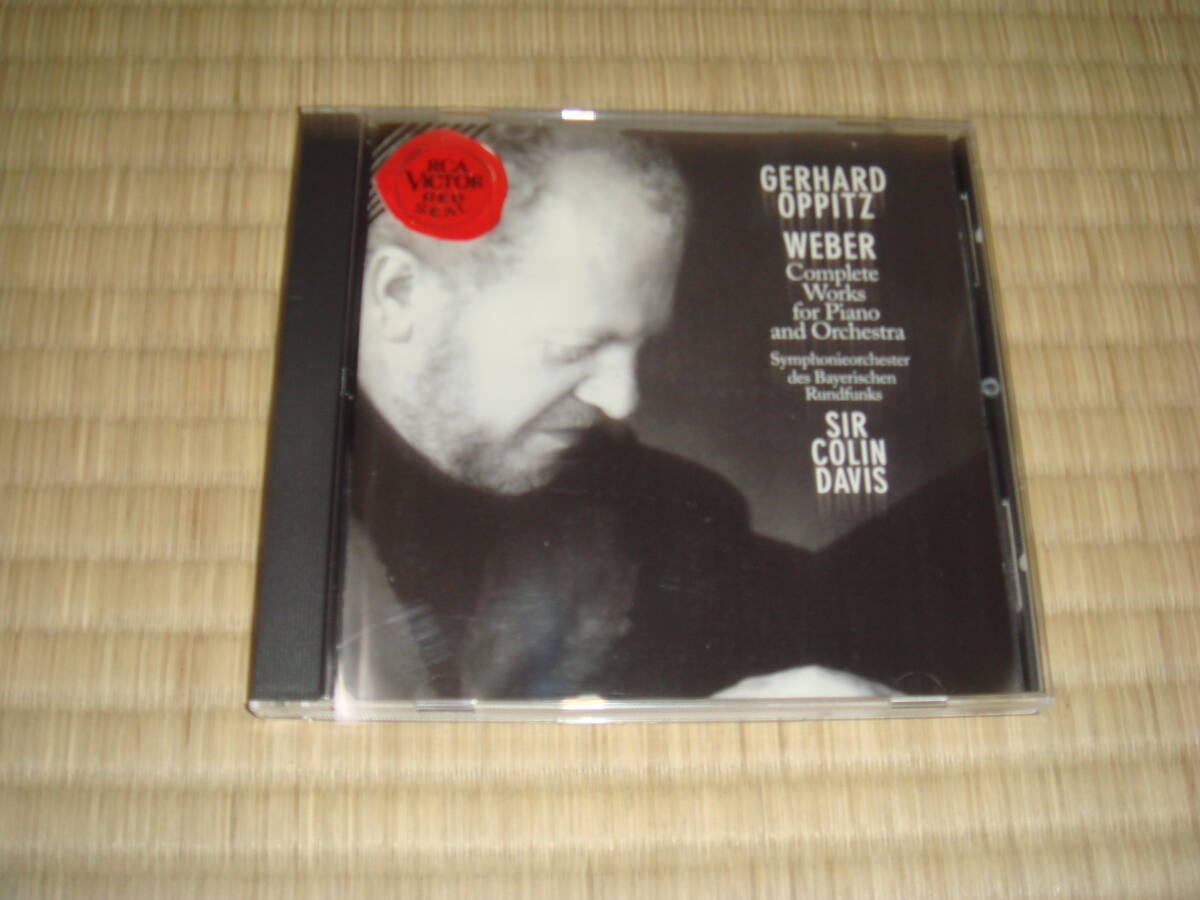 RCA
VICTOR
RED
SEAL
GERHARD
OPPITZ
WEBER
Complete
Works
for Piano
and Orchestra
Symphonieorchester
des Bayerischen
Rundfunks
SIR
COLIN
DAVIS